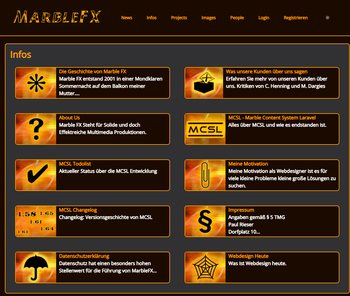 MARBLEFX
News Infos Projects Images People Login Registrieren
Infos
Die Geschichte von Marble FX
Marble FX entstand 2001 in einer Mondklaren
Sommernacht auf dem Balkon meiner
Mutter....
Was unsere Kunden über uns sagen
Erfahren Sie mehr von unseren Kunden über
uns. Kritiken von C. Henning und M. Dargies
?
About Us
Marble FX Steht für Solide und doch
Effektreiche Multimedia Produktionen.
MCSL
MCSL - Marble Content System Laravel
Alles über MCSL und wie es endstanden ist.
MCSL Todolist
Aktueller Status über die MCSL Entwicklung
Meine Motivation
Meine Motivation als Webdesigner ist es für
viele kleine Probleme kleine große Lösungen zu
suchen.
1.58 1.65
1.61
1.61 1.64
MCSL Changelog
Changelog: Versionsgeschichte von MCSL
§
Impressum
Angaben gemäß § 5 TMG
Paul Rieser
Dorfplatz 10...
Datenschutzerklärung
Datenschutz hat einen besonders hohen
Stellenwert für die Führung von MarbleFX...
Webdesign Heute
Was ist Webdesign heute.